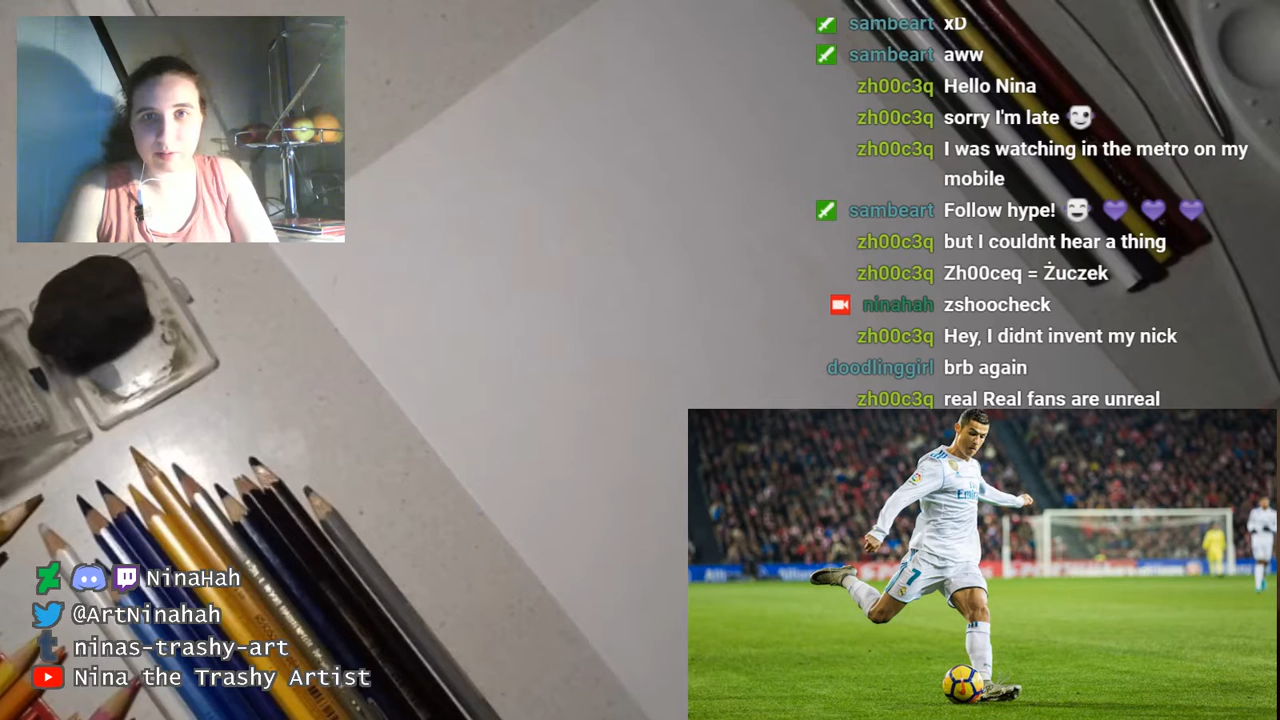 sambeart xD
sambeart aww
zh00c3q Hello Nina
zh00c3q sorry I'm late
zh00c3q I was watching in the metro on my
mobile
sambeart Follow hype!
zh00c3q but I couldnt hear a thing
zh00c3q Zh00ceq = Żuczek
ninahah zshoocheck
zh00c3q Hey, I didnt invent my nick
doodlinggirl brb again
zh00c3q real Real fans are unreal
7
NinaHah
@ArtNinahah
ninas-trashy-art
Nina the Trashy Artist